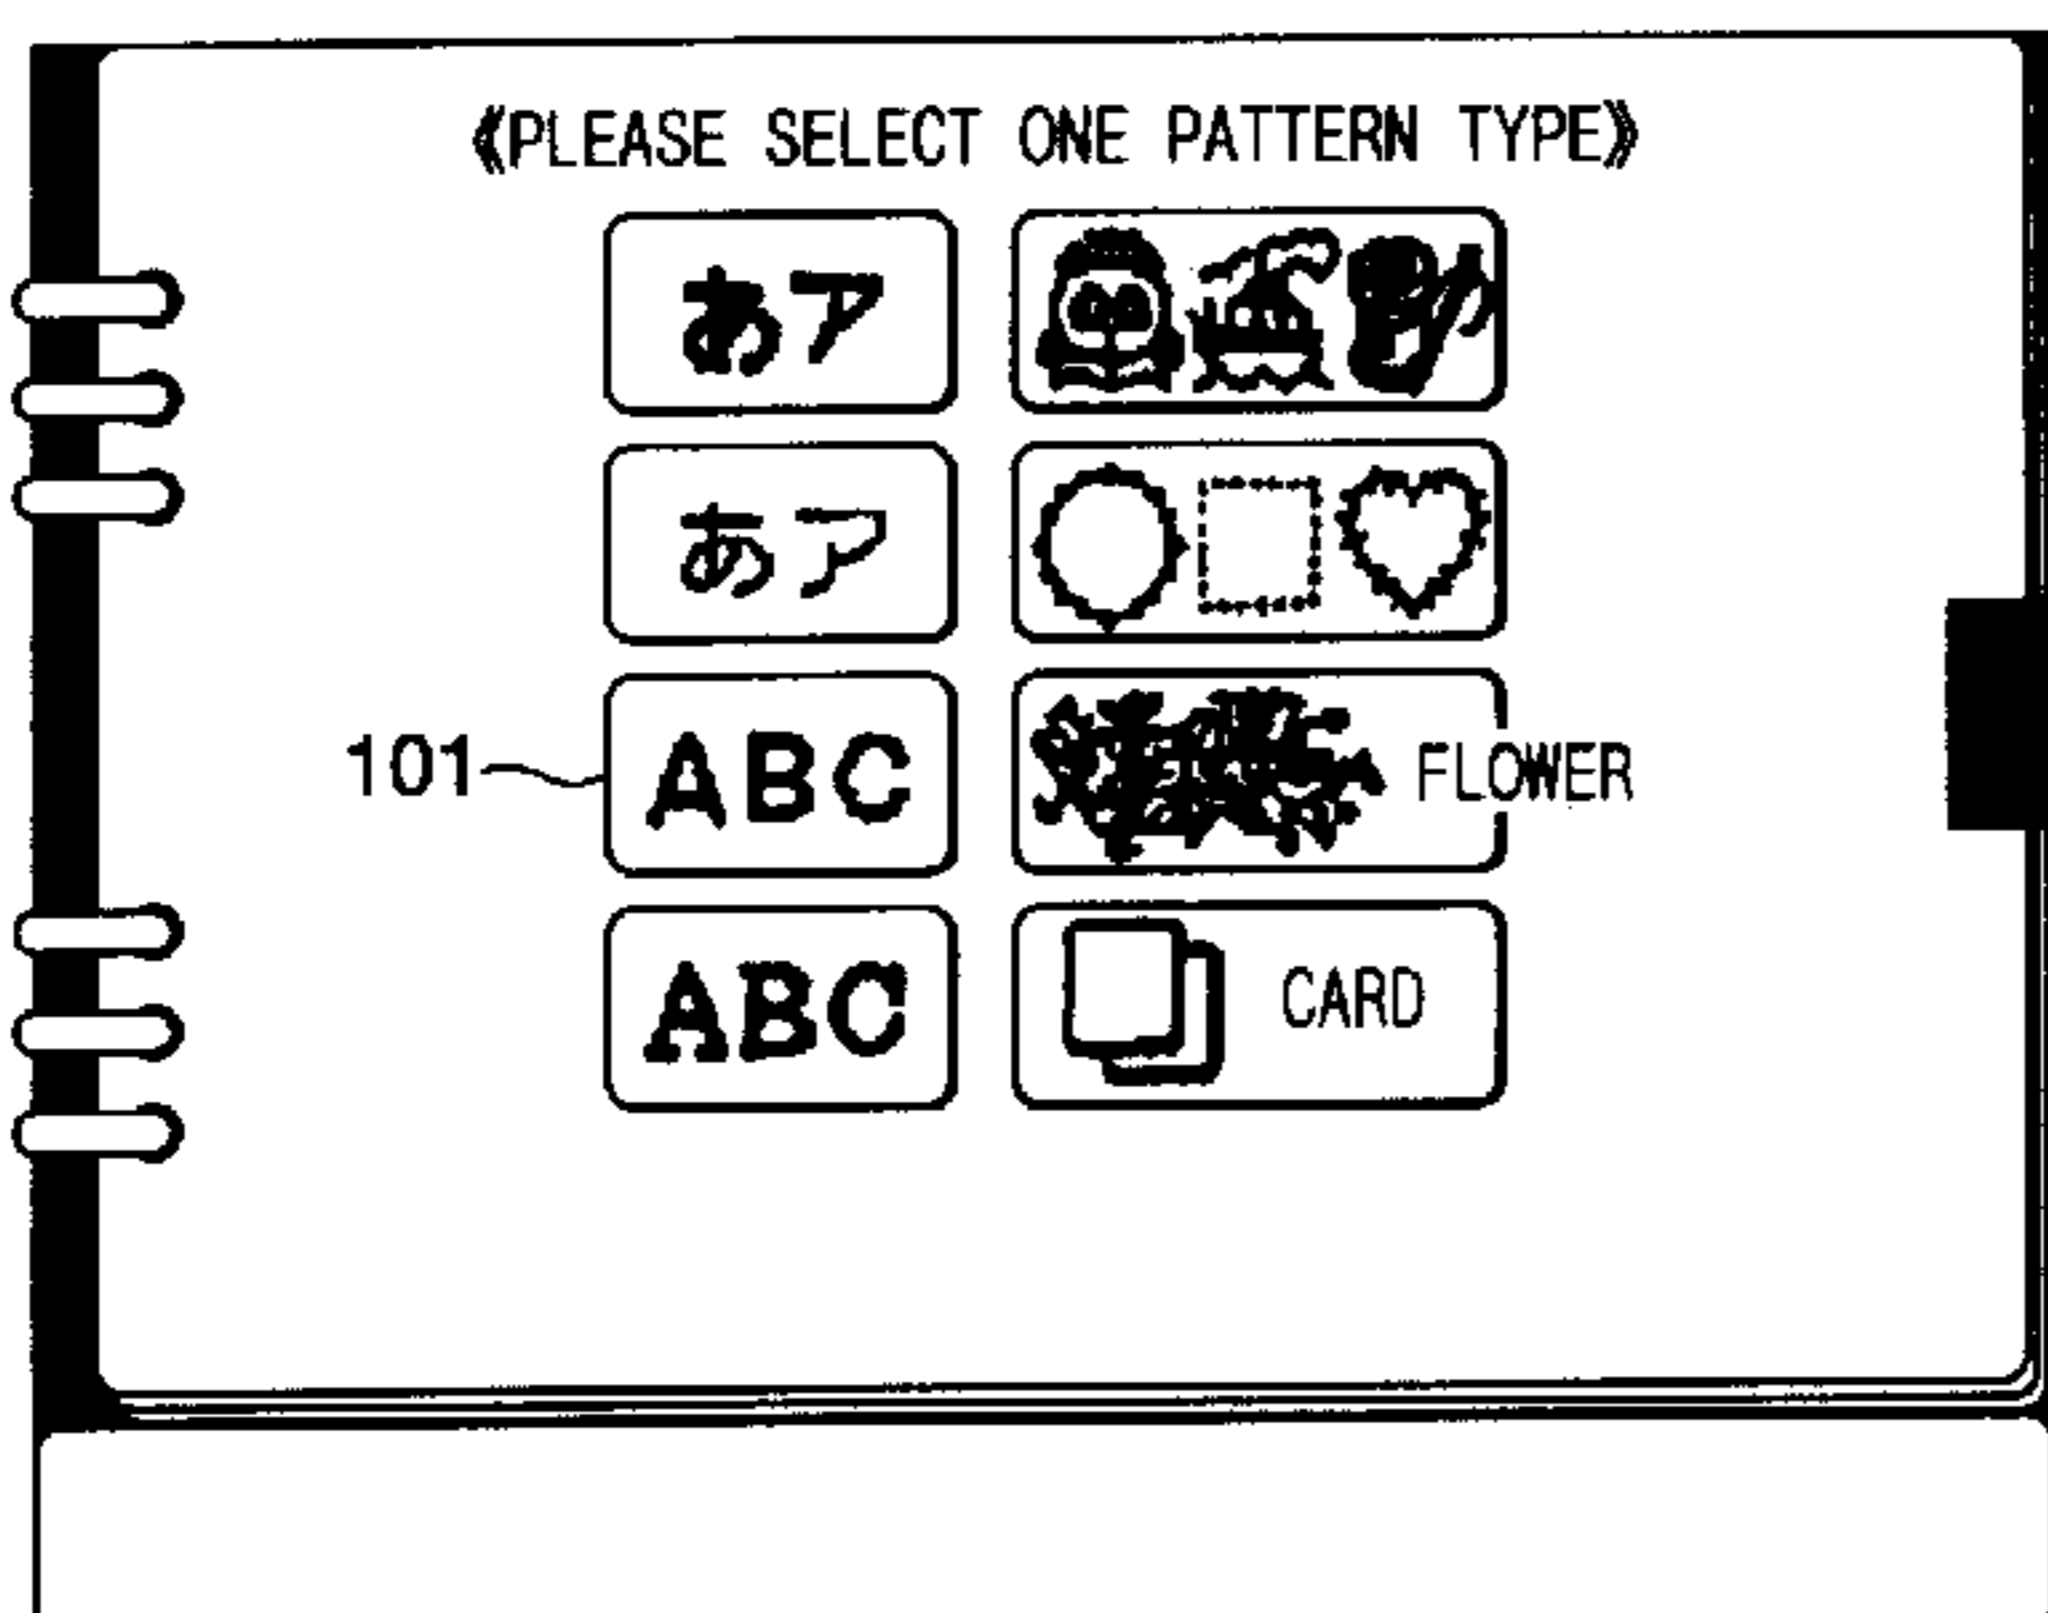 《PLEASE SELECT ONE PATTERN TYPE》
あア
あア
101 ABC FLOWER
ABC CARD